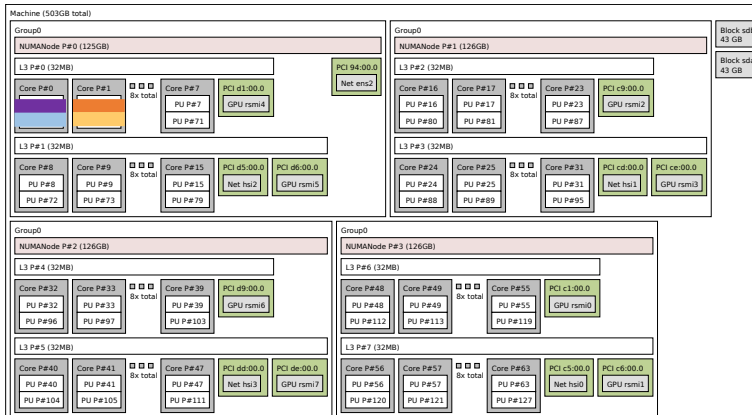 Machine (503GB total)
Group0
NUMANode P#0 (125GB)
L3 P#0 (32MB)
PCI 94:00.0
Net ens2
Core P#0
Core P#1
8x total
Core P#7
PU P#7
PU P#71
PCI d1:00.0
GPU rsmi4
L3 P#1 (32MB)
Core P#8
PU P#8
PU P#72
Core P#9
PU P#9
PU P#73
8x total
Core P#15
PU P#15
PU P#79
PCI d5:00.0
Net hsi2
PCI d6:00.0
GPU rsmi5
Group0
NUMANode P#1 (126GB)
L3 P#2 (32MB)
Core P#16
PU P#16
PU P#80
Core P#17
PU P#17
PU P#81
8x total
Core P#23
PU P#23
PU P#87
PCI c9:00.0
GPU rsmi2
L3 P#3 (32MB)
Core P#24
PU P#24
PU P#88
Core P#25
PU P#25
PU P#89
8x total
Core P#31
PU P#31
PU P#95
PCI cd:00.0
Net hsi1
PCI ce:00.0
GPU rsmi3
Block sdb
43 GB
Block sda
43 GB
Group0
NUMANode P#2 (126GB)
L3 P#4 (32MB)
Core P#32
PU P#32
PU P#96
Core P#33
PU P#33
PU P#97
8x total
Core P#39
PU P#39
PU P#103
PCI d9:00.0
GPU rsmi6
L3 P#5 (32MB)
Core P#40
PU P#40
PU P#104
Core P#41
PU P#41
PU P#105
8x total
Core P#47
PU P#47
PU P#111
PCI dd:00.0
Net hsi3
PCI de:00.0
GPU rsmi7
Group0
NUMANode P#3 (126GB)
L3 P#6 (32MB)
Core P#48
PU P#48
PU P#112
Core P#49
PU P#49
PU P#113
8x total
Core P#55
PU P#55
PU P#119
PCI c1:00.0
GPU rsmi0
L3 P#7 (32MB)
Core P#56
PU P#56
PU P#120
Core P#57
PU P#57
PU P#121
8x total
Core P#63
PU P#63
PU P#127
PCI c5:00.0
Net hsi0
PCI c6:00.0
GPU rsmi1